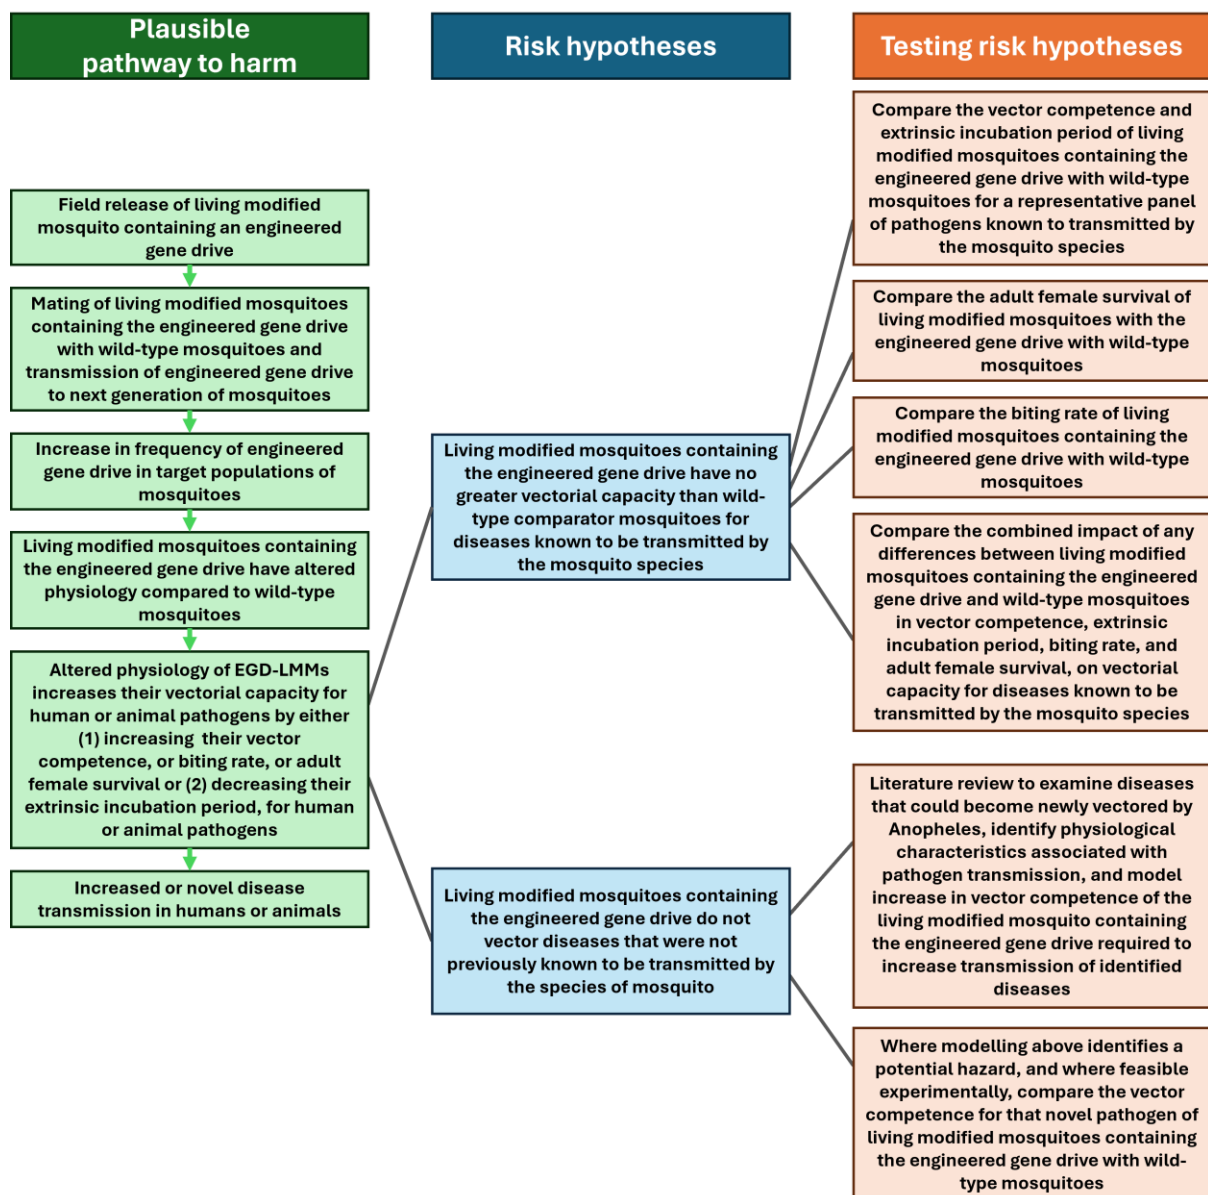 Plausible
pathway to harm
Field release of living modified
mosquito containing an engineered
gene drive
Mating of living modified mosquitoes
containing the engineered gene drive
with wild-type mosquitoes and
transmission of engineered gene drive
to next generation of mosquitoes
Increase in frequency of engineered
gene drive in target populations of
mosquitoes
Living modified mosquitoes containing
the engineered gene drive have altered
physiology compared to wild-type
mosquitoes
Altered physiology of EGD-LMMs
increases their vectorial capacity for
human or animal pathogens by either
(1) increasing their vector
competence, or biting rate, or adult
female survival or (2) decreasing their
extrinsic incubation period, for human
or animal pathogens
Increased or novel disease
transmission in humans or animals
Risk hypotheses
Living modified mosquitoes containing
the engineered gene drive have no
greater vectorial capacity than wild-
type comparator mosquitoes for
diseases known to be transmitted by
the mosquito species
Living modified mosquitoes containing
the engineered gene drive do not
vector diseases that were not
previously known to be transmitted by
the species of mosquito
Testing risk hypotheses
Compare the vector competence and
extrinsic incubation period of living
modified mosquitoes containing the
engineered gene drive with wild-type
mosquitoes for a representative panel
of pathogens known to transmitted by
the mosquito species
Compare the adult female survival of
living modified mosquitoes with the
engineered gene drive with wild-type
mosquitoes
Compare the biting rate of living
modified mosquitoes containing the
engineered gene drive with wild-type
mosquitoes
Compare the combined impact of any
differences between living modified
mosquitoes containing the engineered
gene drive and wild-type mosquitoes
in vector competence, extrinsic
incubation period, biting rate, and
adult female survival, on vectorial
capacity for diseases known to be
transmitted by the mosquito species
Literature review to examine diseases
that could become newly vectored by
Anopheles, identify physiological
characteristics associated with
pathogen transmission, and model
increase in vector competence of the
living modified mosquito containing
the engineered gene drive required to
increase transmission of identified
diseases
Where modelling above identifies a
potential hazard, and where feasible
experimentally, compare the vector
competence for that novel pathogen of
living modified mosquitoes containing
the engineered gene drive with wild-
type mosquitoes